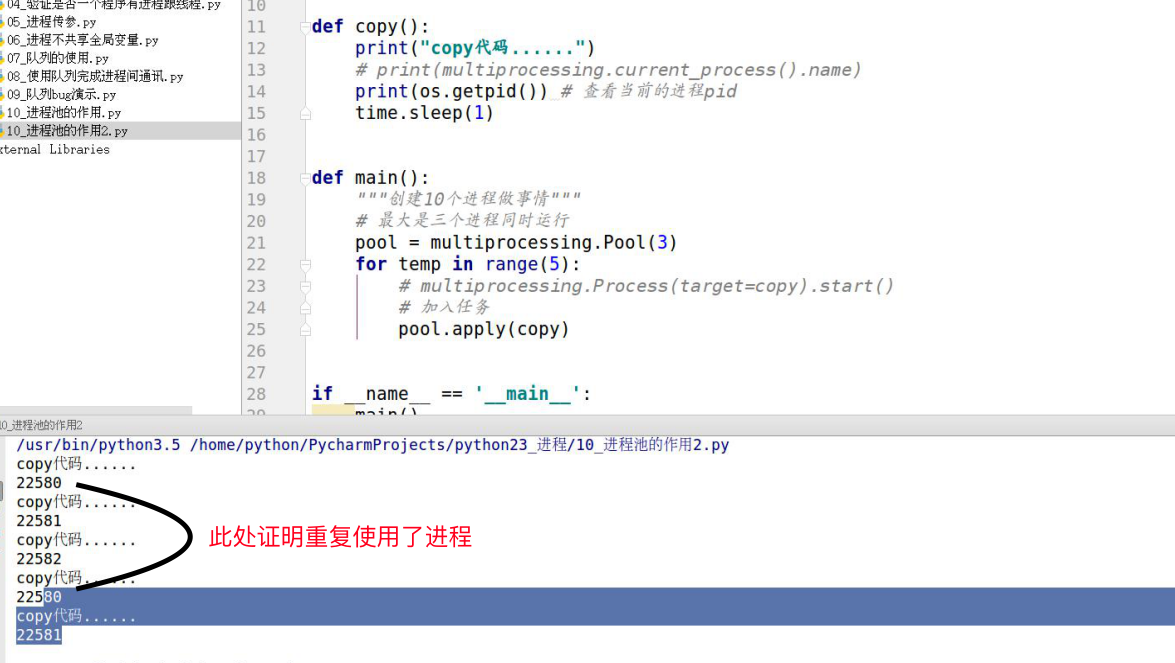 04_验证是否一个程序有进程跟线程.py
05_进程传参.py
06_进程不共享全局变量.py
07_队列的使用.py
08_使用队列完成进程间通讯.py
09_队列bug演示.py
10_进程池的作用.py
10_进程池的作用2.py
xternal Libraries
10
11 def copy():
12 print("copy代码......")
13 # print(multiprocessing.current_process().name)
14 print(os.getpid()) # 查看当前的进程pid
15 time.sleep(1)
16
17
18 def main():
19 """创建10个进程做事情"""
20 # 最大是三个进程同时运行
21 pool = multiprocessing.Pool(3)
22 for temp in range(5):
23 # multiprocessing.Process(target=copy).start()
24 # 加入任务
25 pool.apply(copy)
26
27
28 if __name__ == '__main__':
29 main()
10_进程池的作用2
/usr/bin/python3.5 /home/python/PycharmProjects/python23_进程/10_进程池的作用2.py
copy代码......
22580
copy代码......
22581
copy代码......
22582
copy代码......
22580
copy代码......
22581
此处证明重复使用了进程